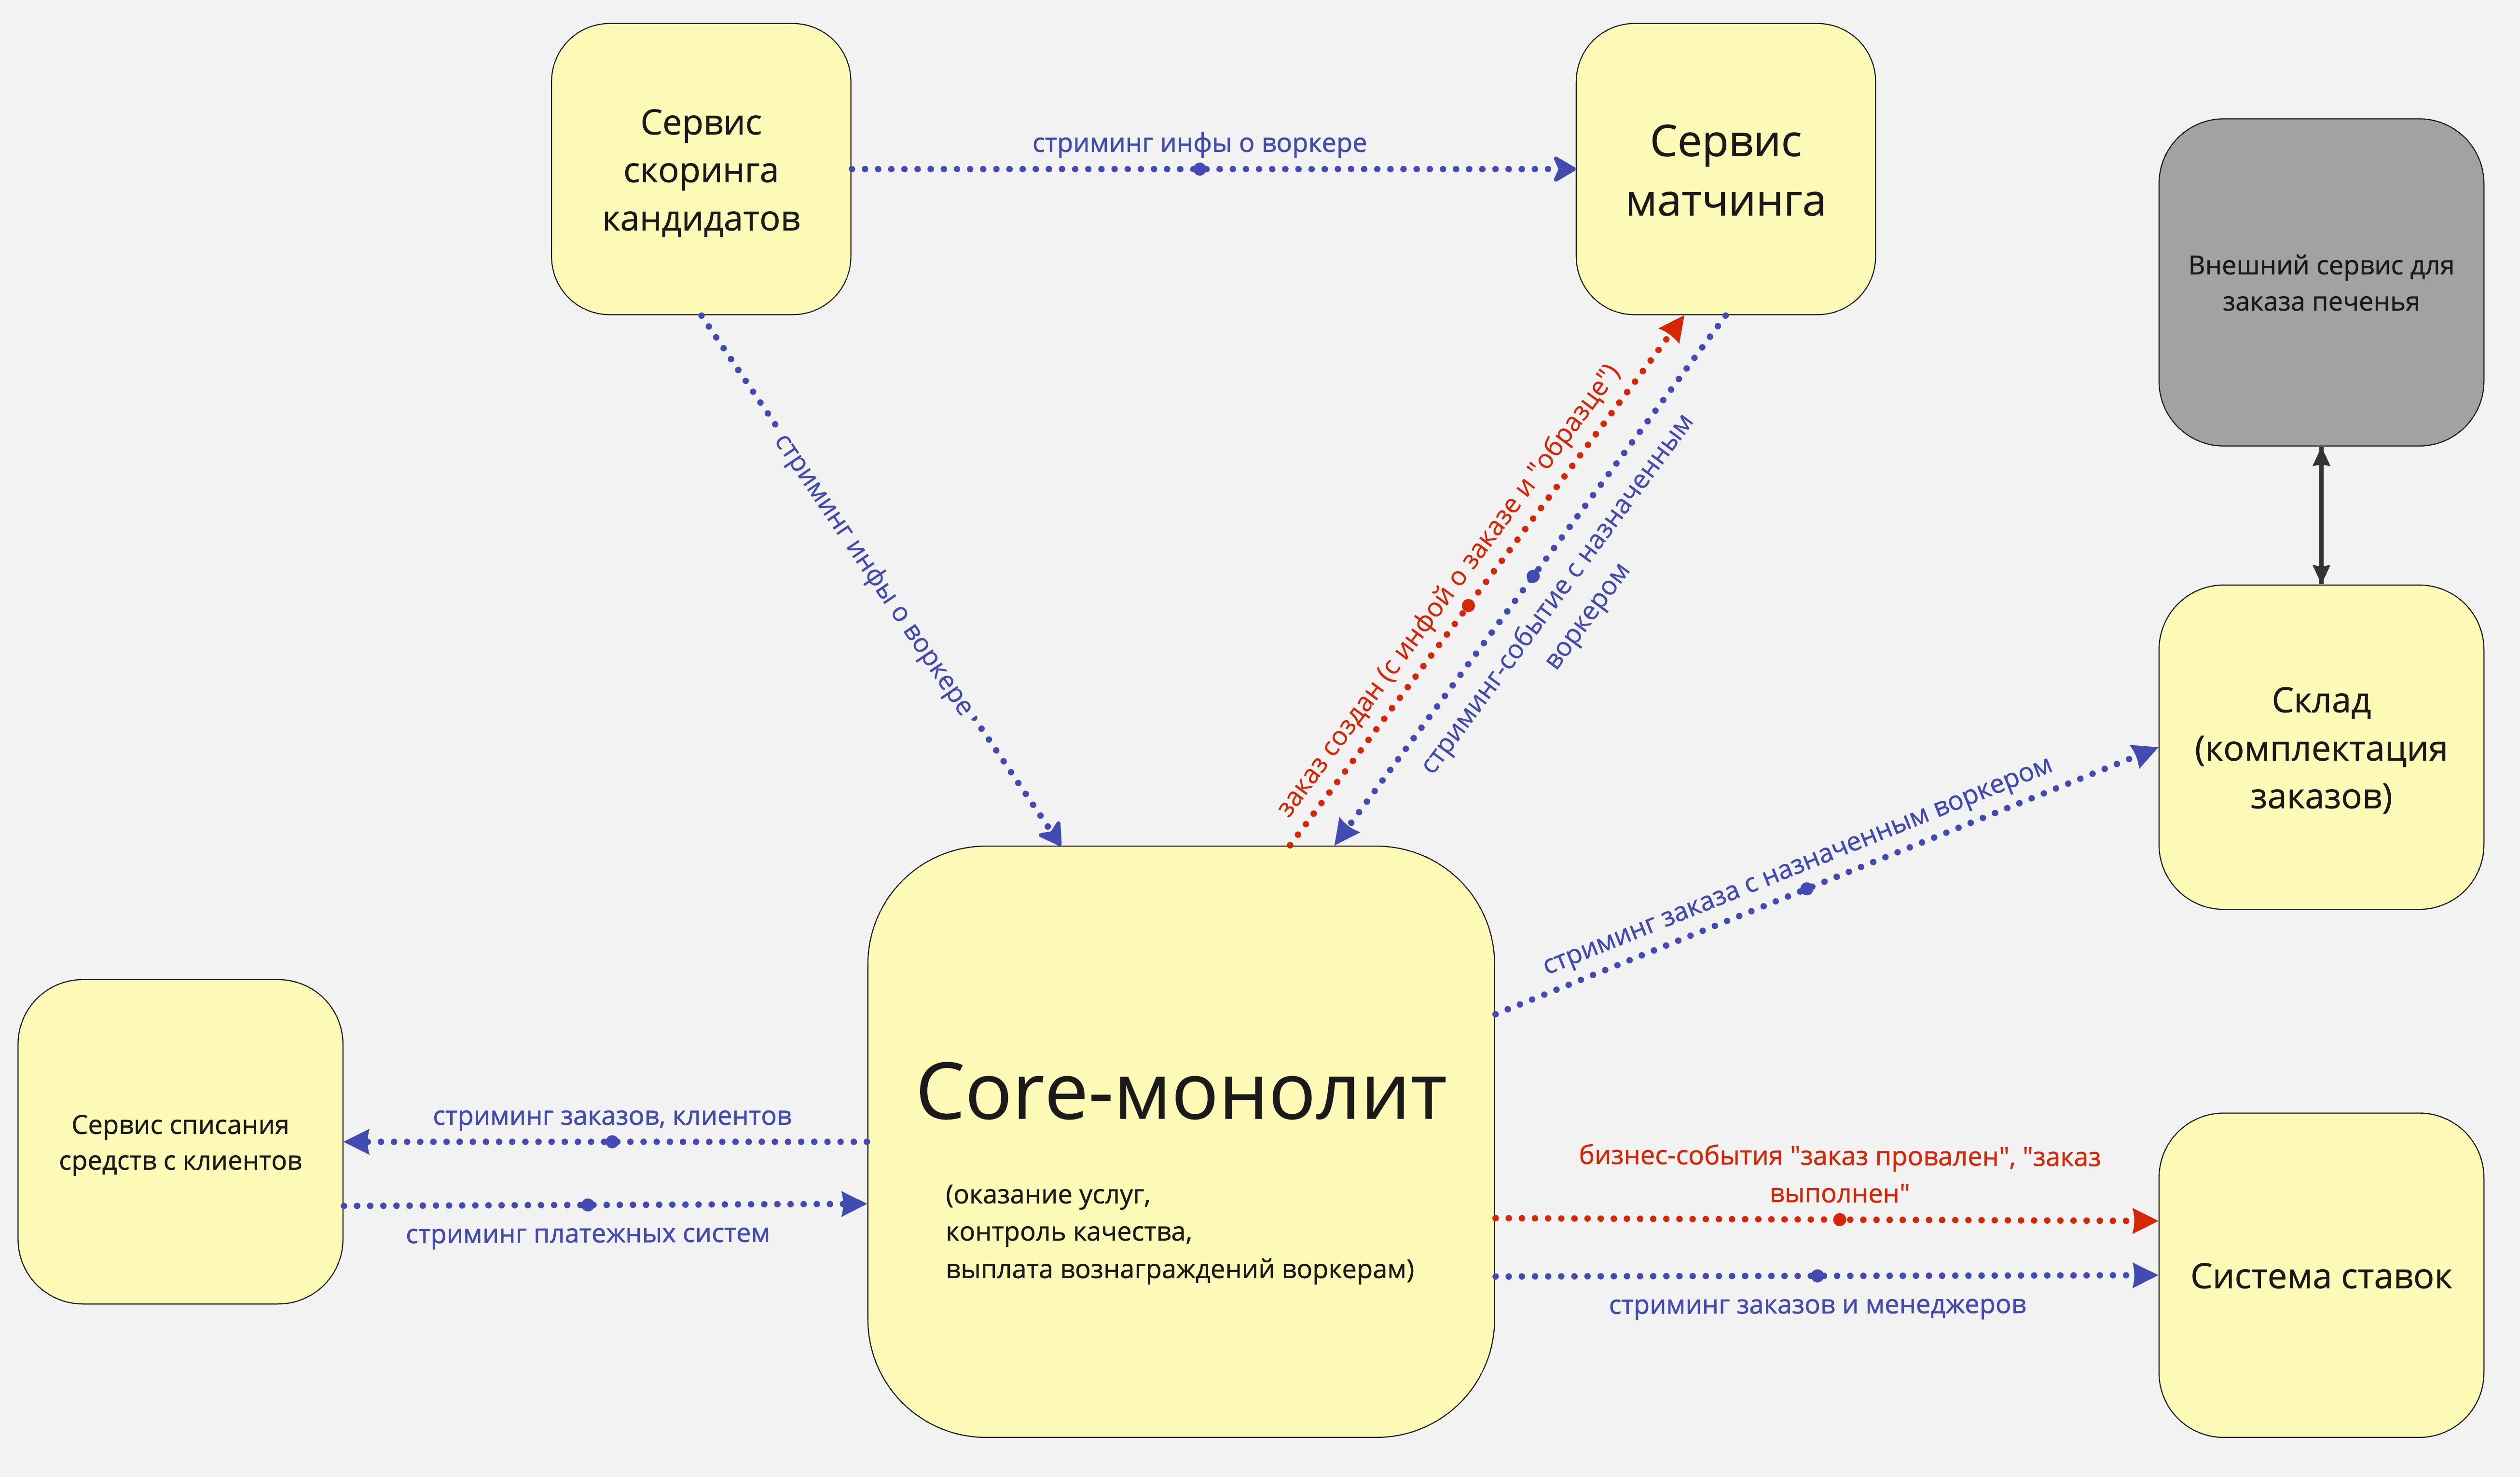 Сервис
скоринга
кандидатов
стриминг инфы о воркере
Сервис
матчинга
Внешний сервис для
заказа печенья
стриминг инфы о воркере
заказ создан (с инфой о заказе и "образце")
стриминг-событие с назначенным
воркером
Склад
(комплектация
заказов)
стриминг заказа с назначенным воркером
Сервис списания
средств с клиентов
стриминг заказов, клиентов
стриминг платежных систем
Core-монолит
(оказание услуг,
контроль качества,
выплата вознаграждений воркерам)
бизнес-события "заказ провален", "заказ
выполнен"
стриминг заказов и менеджеров
Система ставок